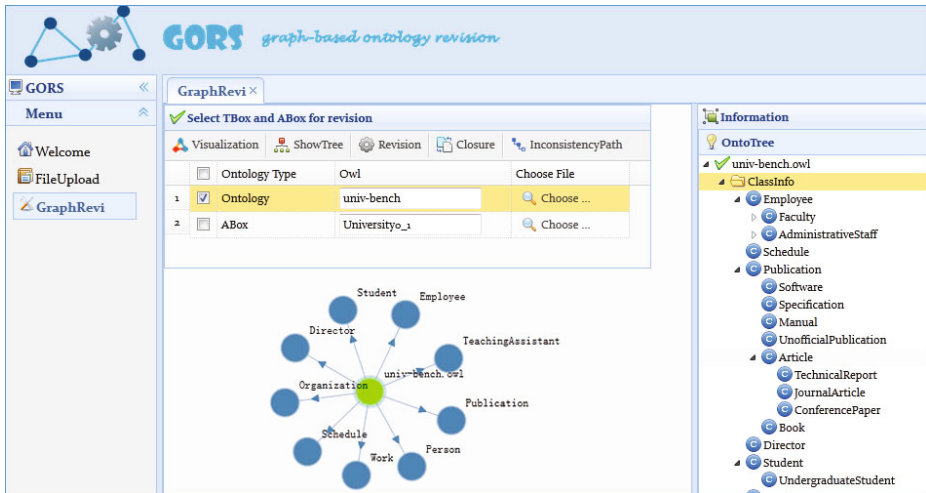 GORS graph-based ontology revision
GORS
Menu
Welcome
FileUpload
GraphRevi
GraphRevi
Select TBox and ABox for revision
Visualization ShowTree Revision Closure InconsistencyPath
Ontology Type Owl Choose File
1 Ontology univ-bench Choose ...
2 ABox University0_1 Choose ...
Student
Employee
Director
TeachingAssistant
univ-bench.owl
Organization
Publication
Schedule
Person
Work
Information
OntoTree
univ-bench.owl
ClassInfo
C Employee
C Faculty
C AdministrativeStaff
C Schedule
C Publication
C Software
C Specification
C Manual
C UnofficialPublication
C Article
C TechnicalReport
C JournalArticle
C ConferencePaper
C Book
C Director
C Student
C UndergraduateStudent